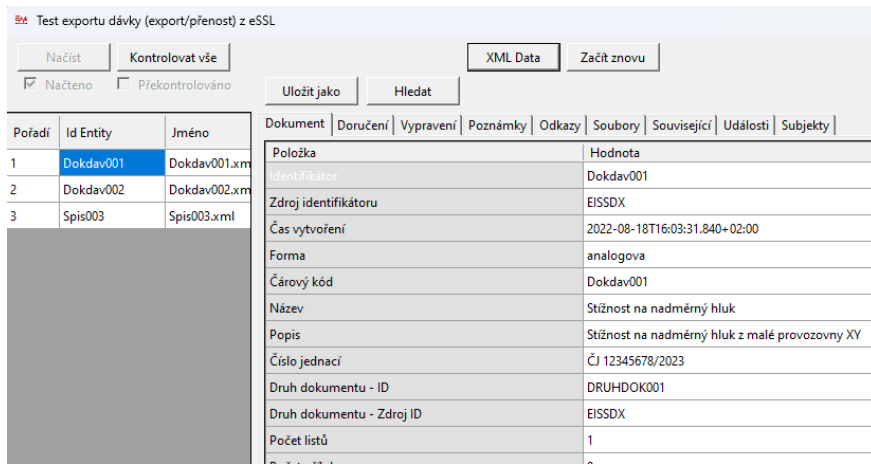 Test exportu dávky (export/přenost) z eSSL
Načíst Kontrolovat vše XML Data Začít znovu
Načteno Překontrolováno
Uložit jako Hledat
Pořadí Id Entity Jméno
1 Dokdav001 Dokdav001.xm
2 Dokdav002 Dokdav002.xm
3 Spis003 Spis003.xml
Dokument Doručení Vypravení Poznámky Odkazy Soubory Související Události Subjekty
Položka Hodnota
Identifikátor Dokdav001
Zdroj identifikátoru EISSDX
Čas vytvoření 2022-08-18T16:03:31.840+02:00
Forma analogova
Čárový kód Dokdav001
Název Stížnost na nadměrný hluk
Popis Stížnost na nadměrný hluk z malé provozovny XY
Číslo jednací ČJ 12345678/2023
Druh dokumentu - ID DRUHDOK001
Druh dokumentu - Zdroj ID EISSDX
Počet listů 1